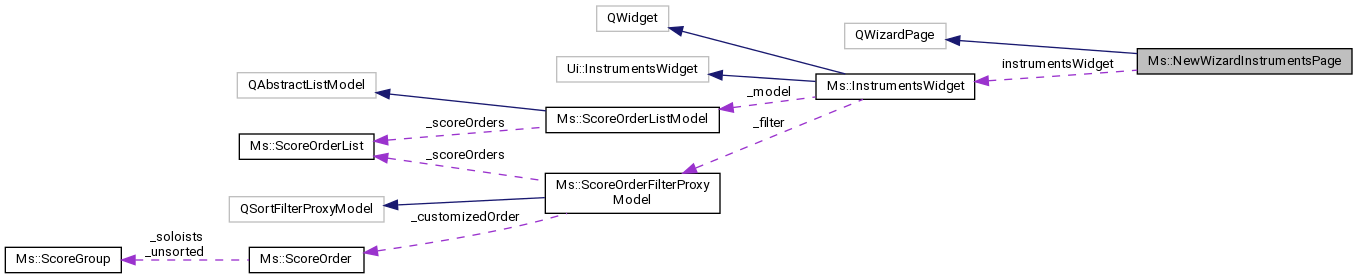 QWidget
QWizardPage
Ms::NewWizardInstrumentsPage
instrumentsWidget
Ui::InstrumentsWidget
QAbstractListModel
Ms::InstrumentsWidget
_model
Ms::ScoreOrderListModel
_filter
_scoreOrders
Ms::ScoreOrderList
_scoreOrders
Ms::ScoreOrderFilterProxy
Model
QSortFilterProxyModel
_customizedOrder
_soloists
_unsorted
Ms::ScoreGroup
Ms::ScoreOrder